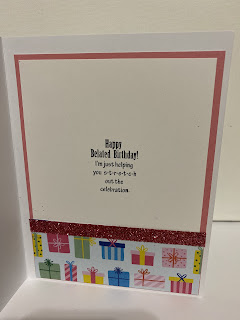 Happy
Belated Birthday!
I'm just helping
you s-t-r-e-t-c-h
out the
celebration.